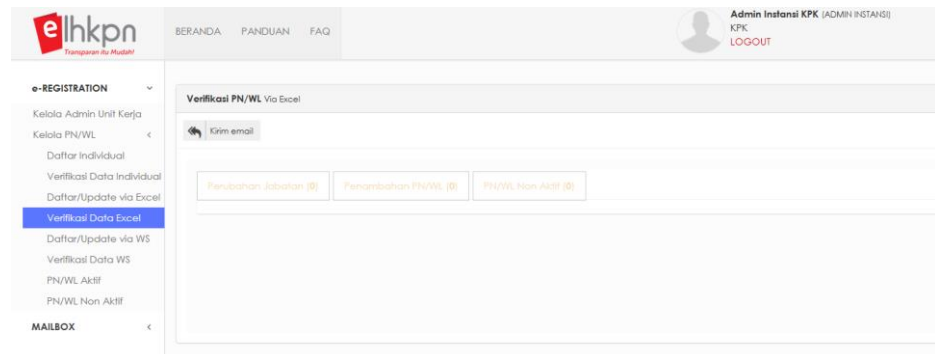 elhkpn
Transparan itu Mudah!
BERANDA PANDUAN FAQ
Admin Instansi KPK (ADMIN INSTANSI)
KPK
LOGOUT
e-REGISTRATION
Kelola Admin Unit Kerja
Kelola PN/WL
Daftar Individual
Verifikasi Data Individual
Daftar/Update via Excel
Verifikasi Data Excel
Daftar/Update via WS
Verifikasi Data WS
PN/WL Aktif
PN/WL Non Aktif
MAILBOX
Verifikasi PN/WL Via Excel
Kirim email
Perubahan Jabatan (0) Penambahan PN/WL (0) PN/WL Non Aktif (0)